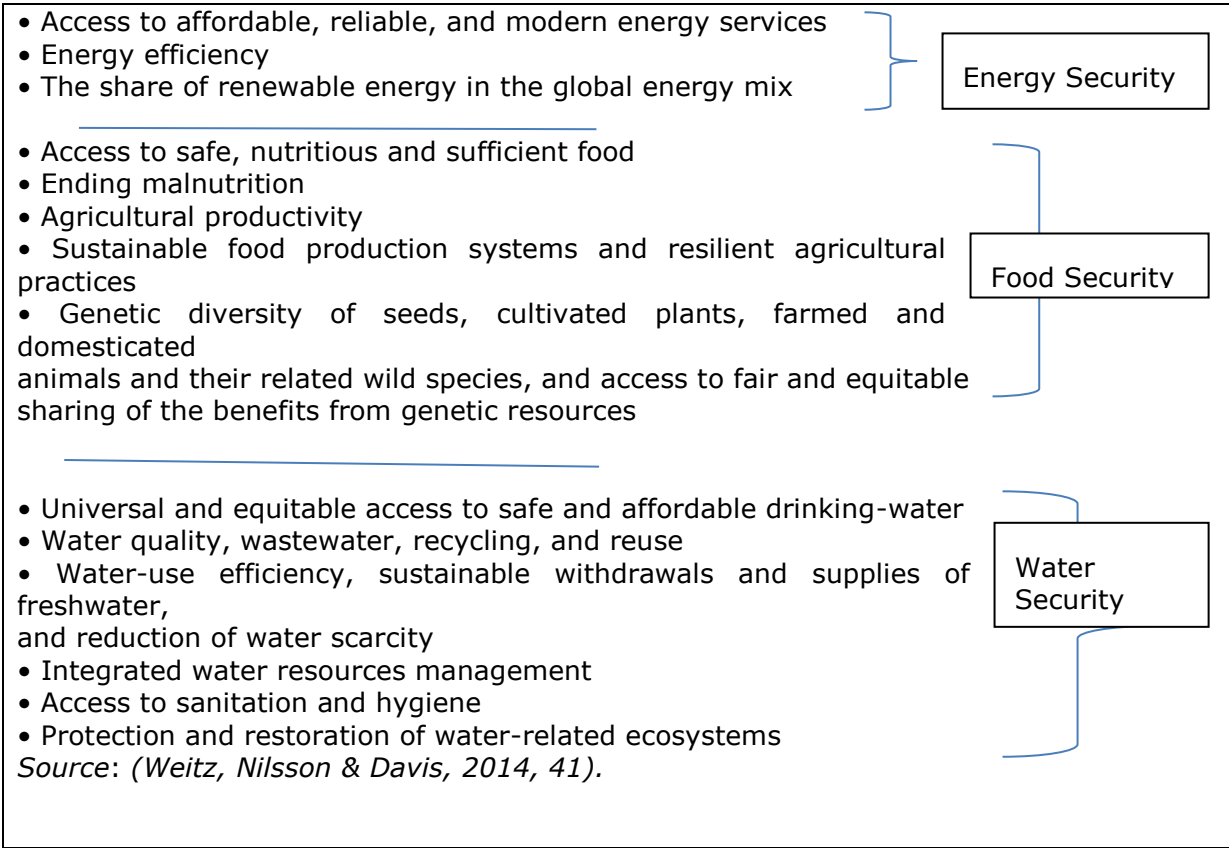 • Access to affordable, reliable, and modern energy services
• Energy efficiency
• The share of renewable energy in the global energy mix
Energy Security
• Access to safe, nutritious and sufficient food
• Ending malnutrition
• Agricultural productivity
• Sustainable food production systems and resilient agricultural
practices
• Genetic diversity of seeds, cultivated plants, farmed and
domesticated
animals and their related wild species, and access to fair and equitable
sharing of the benefits from genetic resources
Food Security
• Universal and equitable access to safe and affordable drinking-water
• Water quality, wastewater, recycling, and reuse
• Water-use efficiency, sustainable withdrawals and supplies of
freshwater,
and reduction of water scarcity
• Integrated water resources management
• Access to sanitation and hygiene
• Protection and restoration of water-related ecosystems
Water
Security
Source: (Weitz, Nilsson & Davis, 2014, 41).